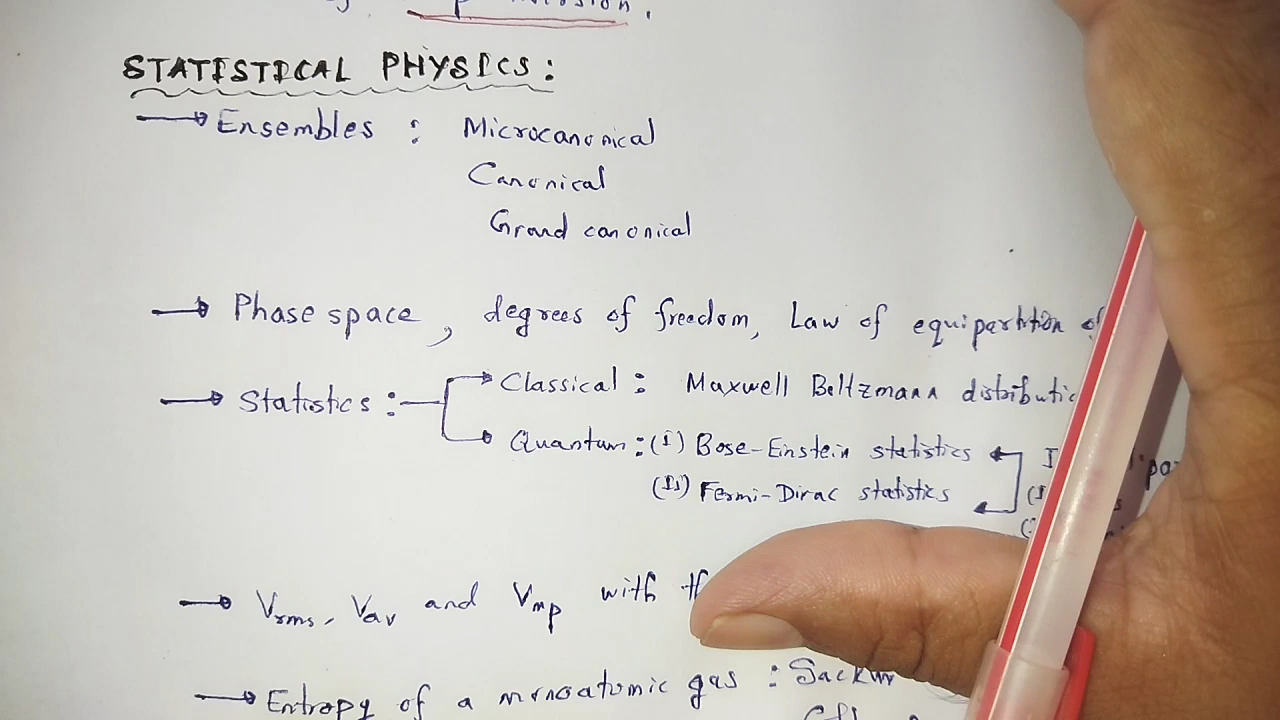 STATISTICAL PHYSICS:
→ Ensembles : Microcanonical
Canonical
Grand canonical
→ Phase space, degrees of freedom, Law of equipartition of
→ Statistics : Classical : Maxwell Boltzmann
Quantum : (I) Bose-Einstein statistics
(II) Fermi-Dirac statistics
→ Vrms, Vav and Vmp with
→ Entropy of a monoatomic gas :